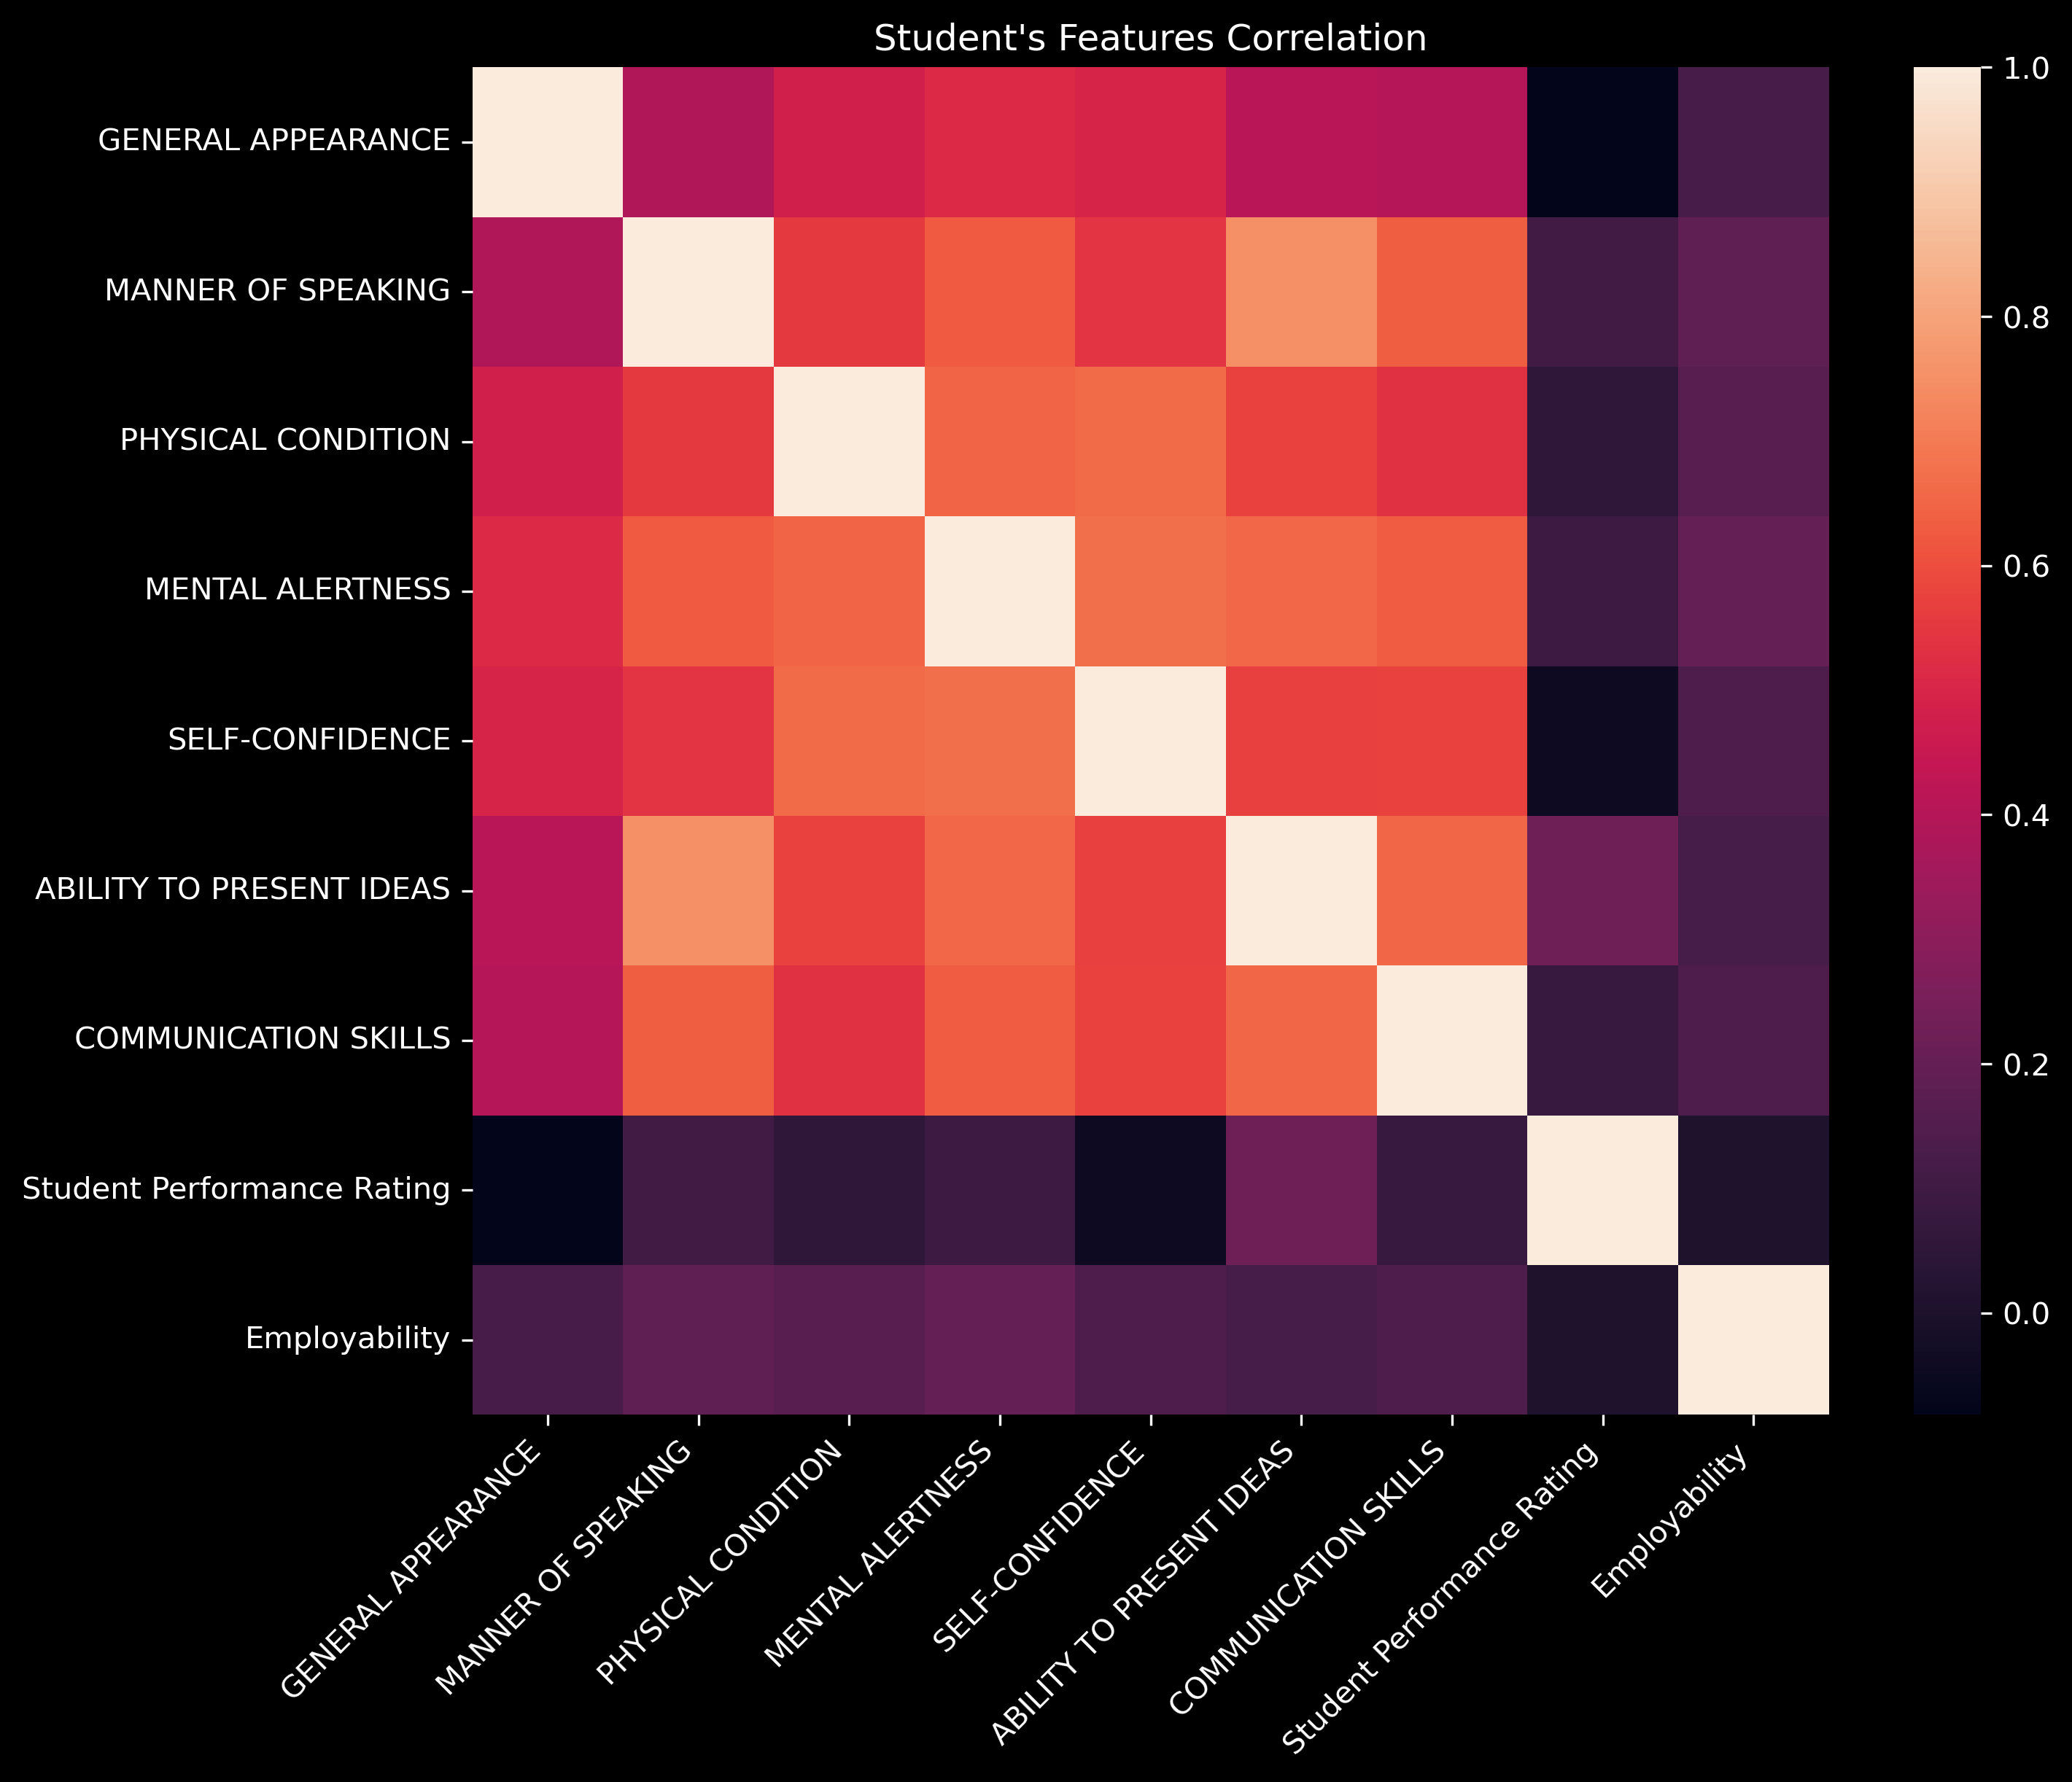 Student's Features Correlation
GENERAL APPEARANCE
MANNER OF SPEAKING
PHYSICAL CONDITION
MENTAL ALERTNESS
SELF-CONFIDENCE
ABILITY TO PRESENT IDEAS
COMMUNICATION SKILLS
Student Performance Rating
Employability
GENERAL APPEARANCE
MANNER OF SPEAKING
PHYSICAL CONDITION
MENTAL ALERTNESS
SELF-CONFIDENCE
ABILITY TO PRESENT IDEAS
COMMUNICATION SKILLS
Student Performance Rating
Employability
1.0
0.8
0.6
0.4
0.2
0.0